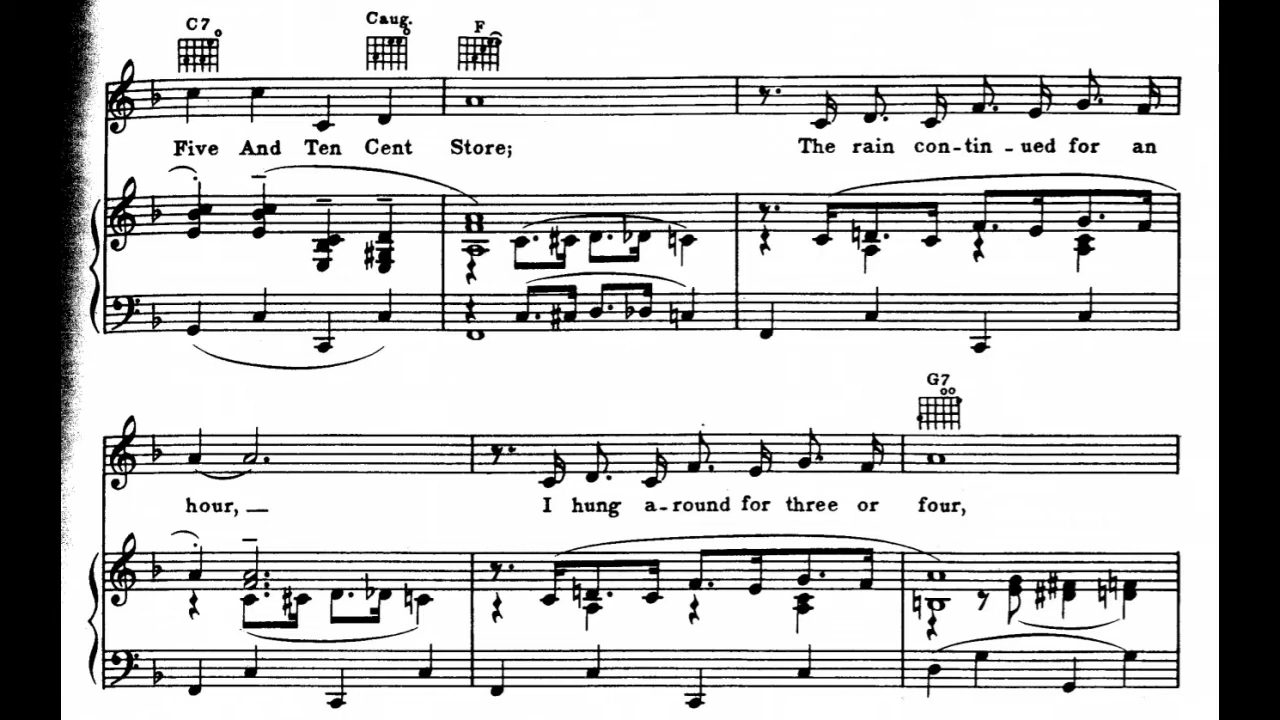 C7 Caug. F
Five And Ten Cent Store; The rain con-tin-ued for an
G7
hour, I hung a-round for three or four,